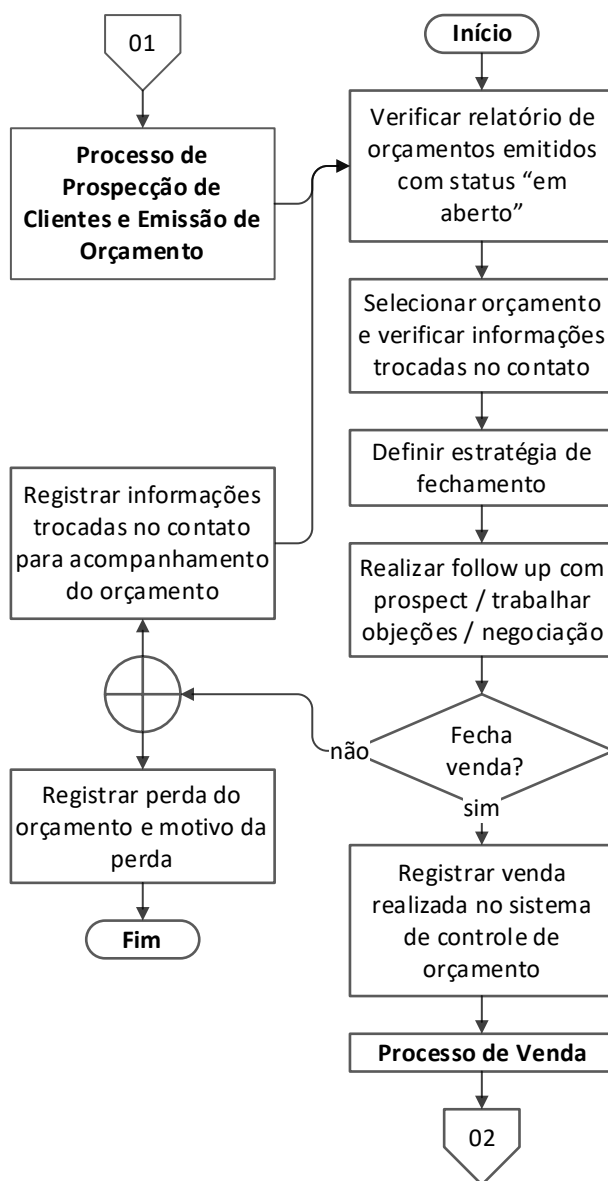 01
Processo de
Prospecção de
Clientes e Emissão de
Orçamento
Início
Verificar relatório de
orçamentos emitidos
com status “em
aberto”
Selecionar orçamento
e verificar informações
trocadas no contato
Definir estratégia de
fechamento
Realizar follow up com
prospect / trabalhar
objeções / negociação
Fecha
venda?
não
sim
Registrar informações
trocadas no contato
para acompanhamento
do orçamento
Registrar perda do
orçamento e motivo da
perda
Fim
Registrar venda
realizada no sistema
de controle de
orçamento
Processo de Venda
02